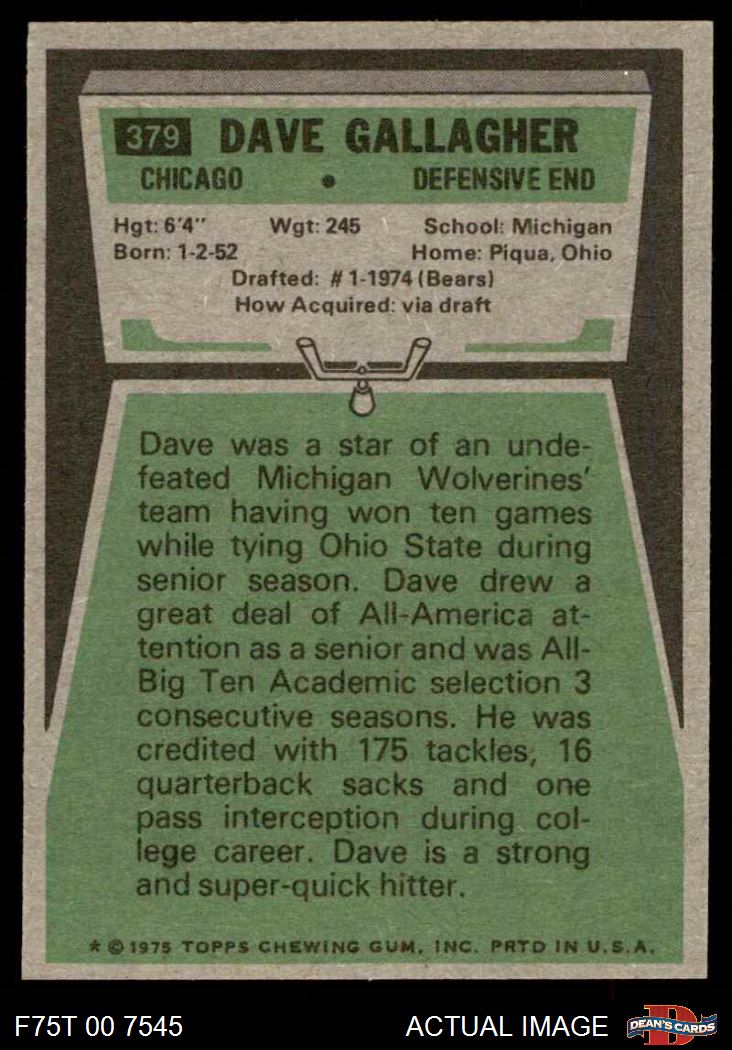 379 DAVE GALLAGHER
CHICAGO • DEFENSIVE END
Hgt: 6'4" Wgt: 245 School: Michigan
Born: 1-2-52 Home: Piqua, Ohio
Drafted: #1-1974 (Bears)
How Acquired: via draft
Dave was a star of an unde-
feated Michigan Wolverines'
team having won ten games
while tying Ohio State during
senior season. Dave drew a
great deal of All-America at-
tention as a senior and was All-
Big Ten Academic selection 3
consecutive seasons. He was
credited with 175 tackles, 16
quarterback sacks and one
pass interception during col-
lege career. Dave is a strong
and super-quick hitter.
* © 1975 TOPPS CHEWING GUM, INC. PRTD IN U.S.A.
F75T 00 7545 ACTUAL IMAGE D DEAN'S CARDS